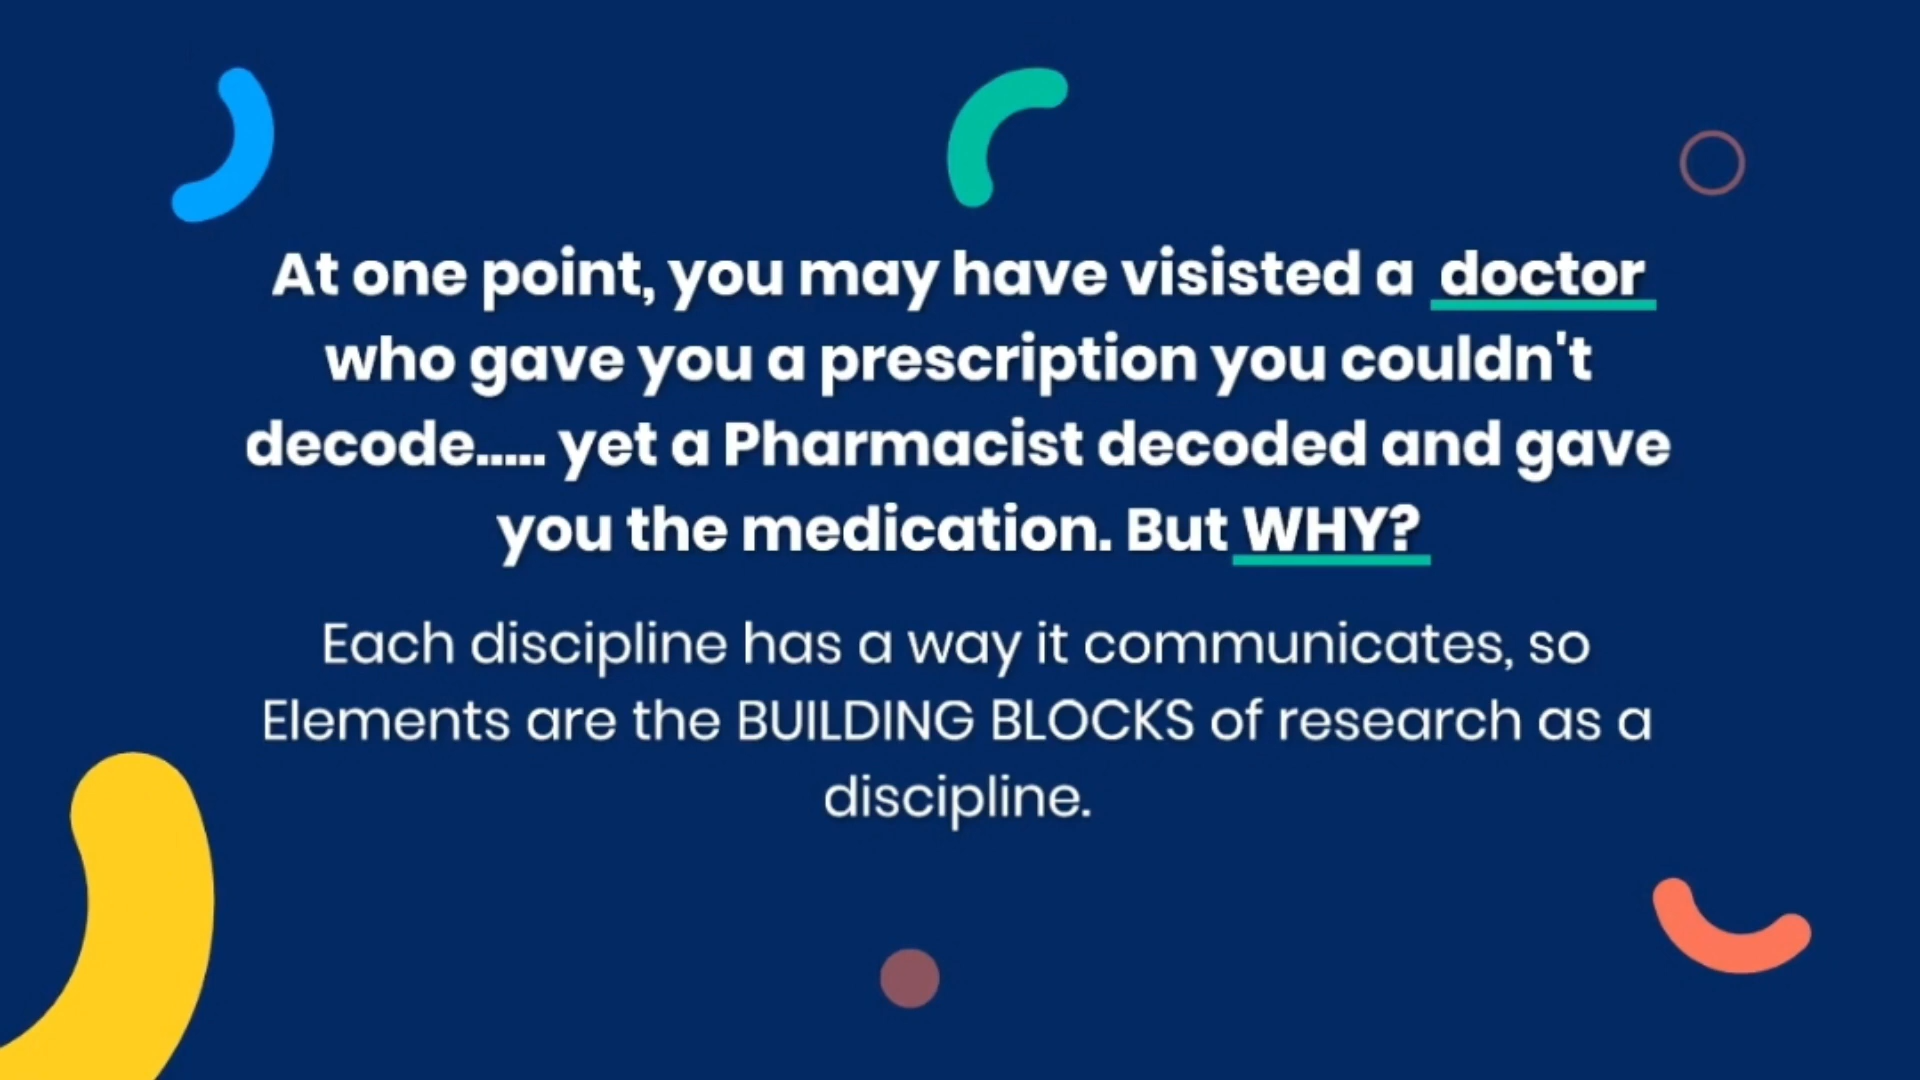 At one point, you may have visisted a doctor
who gave you a prescription you couldn't
decode..... yet a Pharmacist decoded and gave
you the medication. But WHY?
Each discipline has a way it communicates, so
Elements are the BUILDING BLOCKS of research as a
discipline.